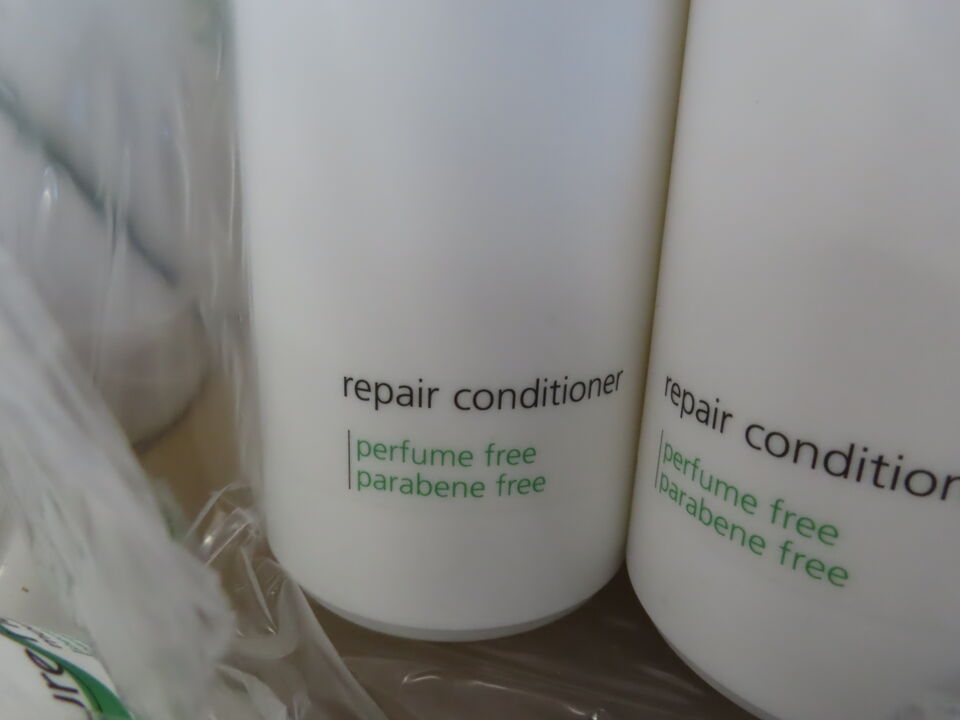 repair conditioner
perfume free
parabene free
repair condition
perfume free
parabene free